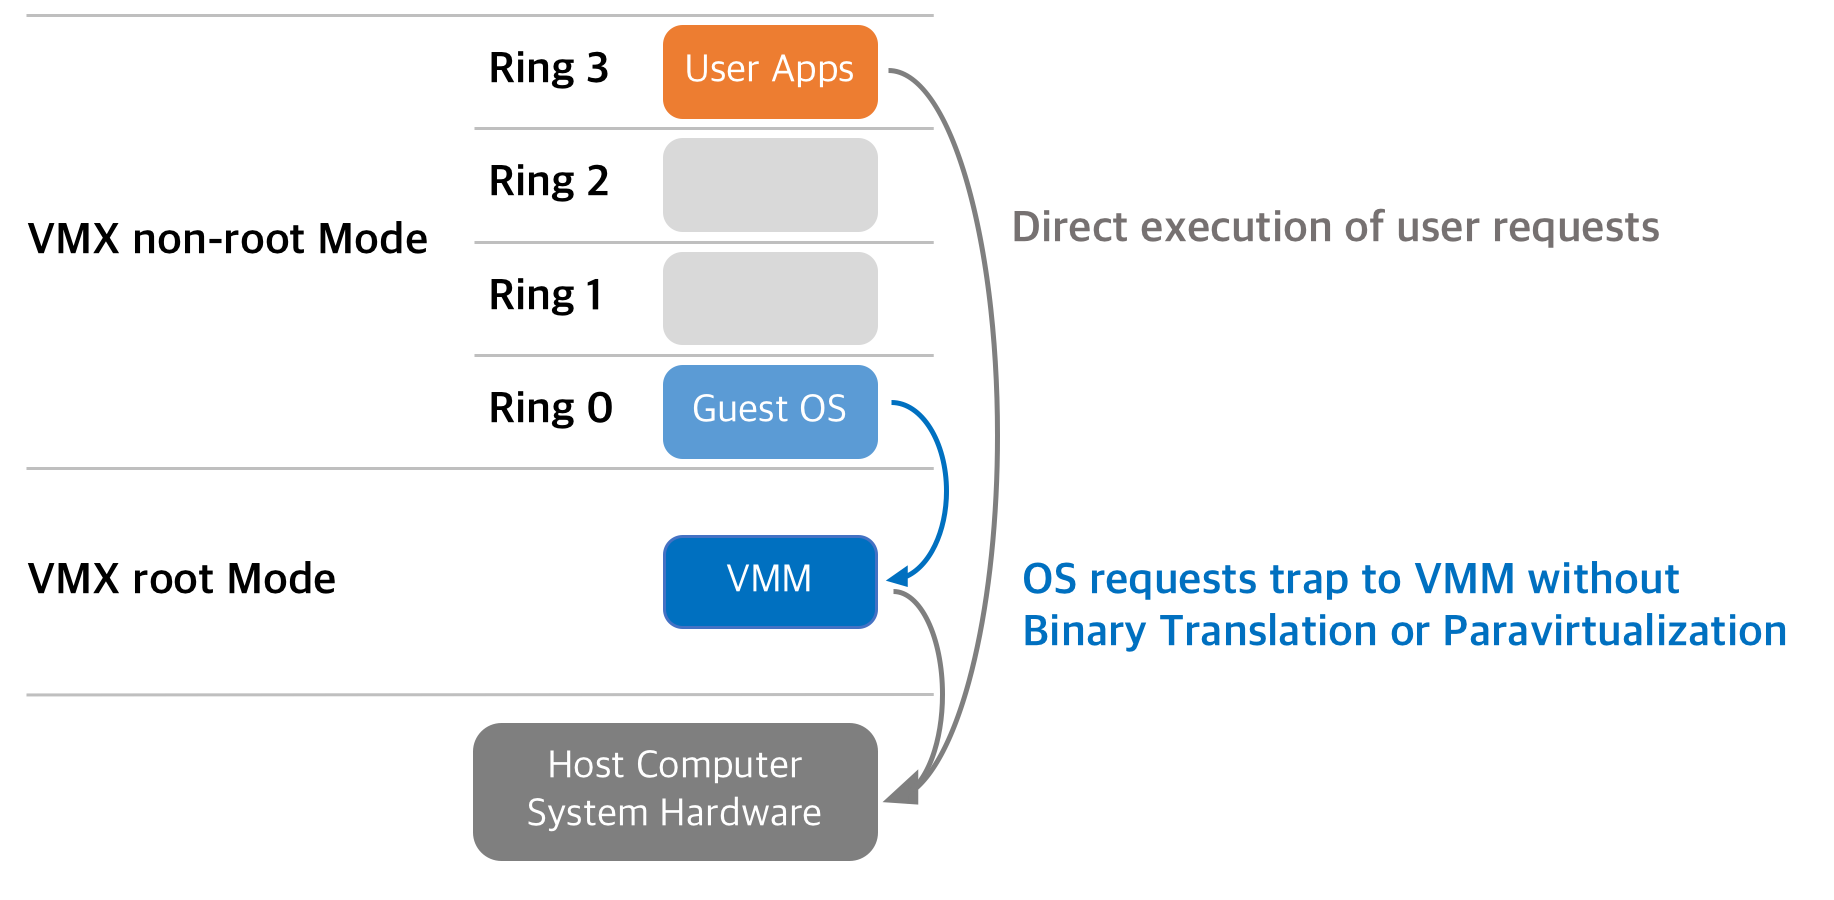 Ring 3
User Apps
Ring 2
Direct execution of user requests
VMX non-root Mode
Ring 1
Ring 0
Guest OS
VMX root Mode
VMM
OS requests trap to VMM without
Binary Translation or Paravirtualization
Host Computer
System Hardware